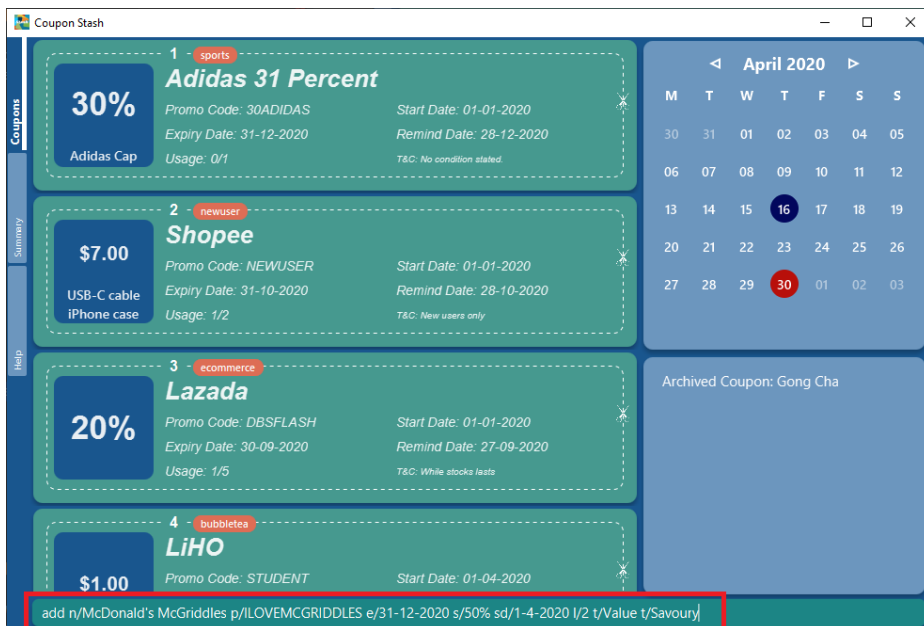 Coupon Stash
Coupons
Summary
Help
1 sports
Adidas 31 Percent
30%
Adidas Cap
Promo Code: 30ADIDAS Start Date: 01-01-2020
Expiry Date: 31-12-2020 Remind Date: 28-12-2020
Usage: 0/1 T&C: No condition stated.
2 newuser
Shopee
$7.00
USB-C cable
iPhone case
Promo Code: NEWUSER Start Date: 01-01-2020
Expiry Date: 31-10-2020 Remind Date: 28-10-2020
Usage: 1/2 T&C: New users only
3 ecommerce
Lazada
20%
Promo Code: DBSFLASH Start Date: 01-01-2020
Expiry Date: 30-09-2020 Remind Date: 27-09-2020
Usage: 1/5 T&C: While stocks lasts
4 bubbletea
LiHO
$1.00
Promo Code: STUDENT Start Date: 01-04-2020
April 2020
M T W T F S S
30 31 01 02 03 04 05
06 07 08 09 10 11 12
13 14 15 16 17 18 19
20 21 22 23 24 25 26
27 28 29 30 01 02 03
Archived Coupon: Gong Cha
add n/McDonald's McGriddles p/ILOVEMCGRIDDLES e/31-12-2020 s/50% sd/1-4-2020 l/2 t/Value t/Savoury